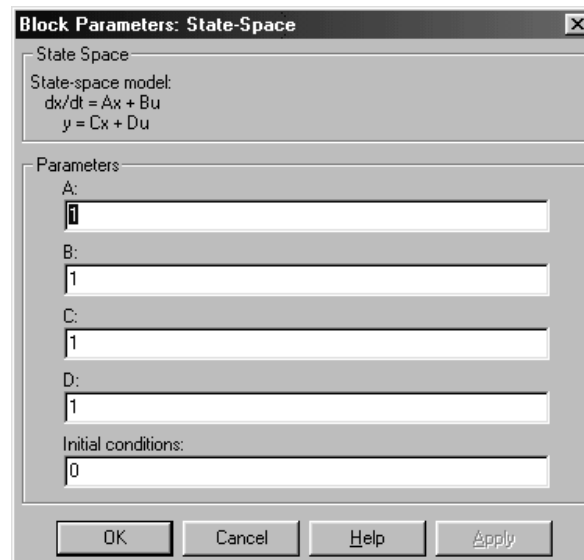 Block Parameters: State-Space
State Space
State-space model:
dx/dt = Ax + Bu
y = Cx + Du
Parameters
A:
1
B:
1
C:
1
D:
1
Initial conditions:
0
OK Cancel Help Apply